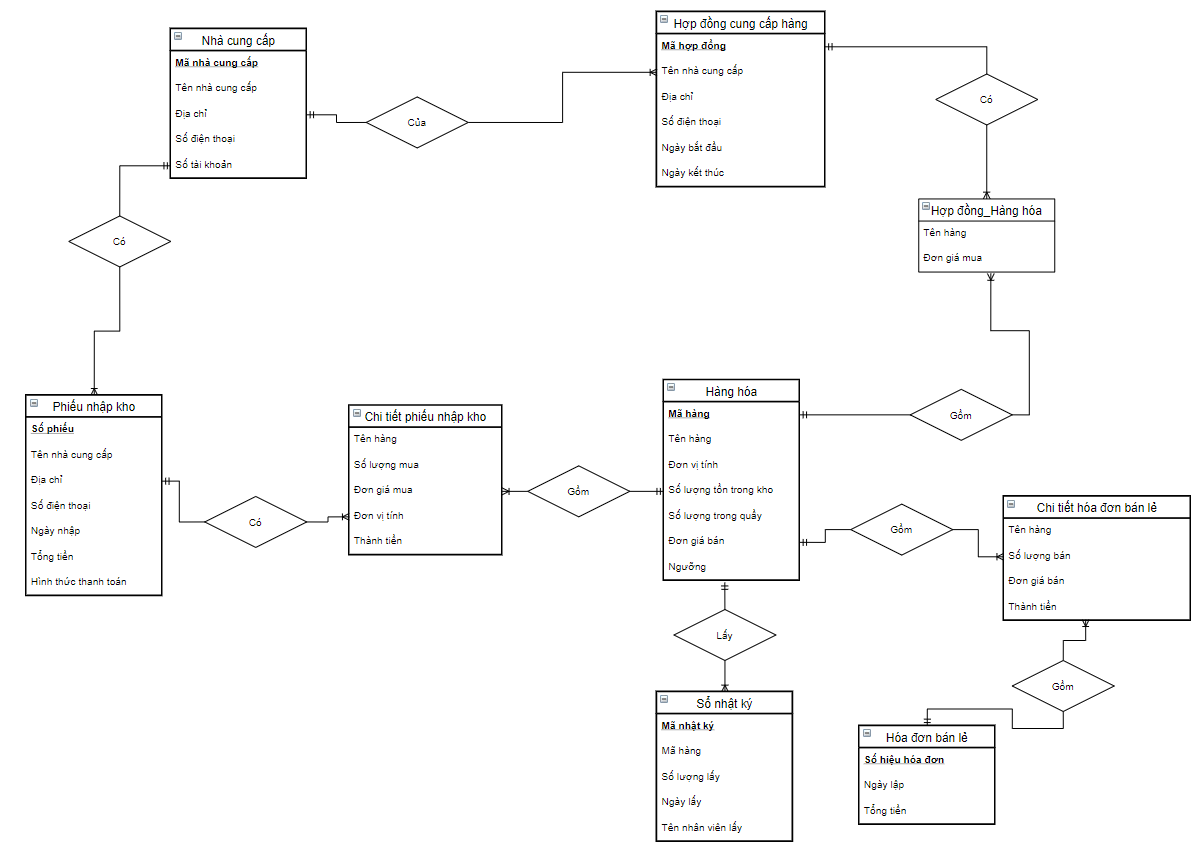 Nhà cung cấp
Mã nhà cung cấp
Tên nhà cung cấp
Địa chỉ
Số điện thoại
Số tài khoản
Của
Hợp đồng cung cấp hàng
Mã hợp đồng
Tên nhà cung cấp
Địa chỉ
Số điện thoại
Ngày bắt đầu
Ngày kết thúc
Có
Hợp đồng_Hàng hóa
Tên hàng
Đơn giá mua
Có
Phiếu nhập kho
Số phiếu
Tên nhà cung cấp
Địa chỉ
Số điện thoại
Ngày nhập
Tổng tiền
Hình thức thanh toán
Có
Chi tiết phiếu nhập kho
Tên hàng
Số lượng mua
Đơn giá mua
Đơn vị tính
Thành tiền
Gồm
Hàng hóa
Mã hàng
Tên hàng
Đơn vị tính
Số lượng tồn trong kho
Số lượng trong quầy
Đơn giá bán
Ngưỡng
Gồm
Gồm
Chi tiết hóa đơn bán lẻ
Tên hàng
Số lượng bán
Đơn giá bán
Thành tiền
Lấy
Gồm
Sổ nhật ký
Mã nhật ký
Mã hàng
Số lượng lấy
Ngày lấy
Tên nhân viên lấy
Hóa đơn bán lẻ
Số hiệu hóa đơn
Ngày lập
Tổng tiền